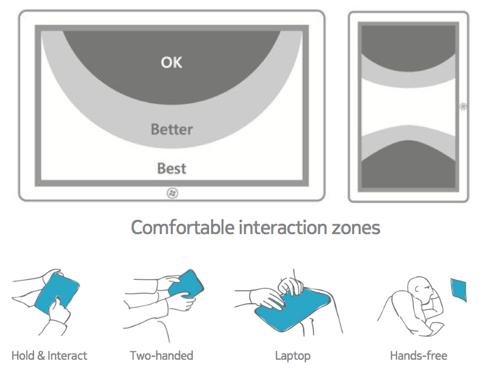 OK
Better
Best
Comfortable interaction zones
Hold & Interact
Two-handed
Laptop
Hands-free